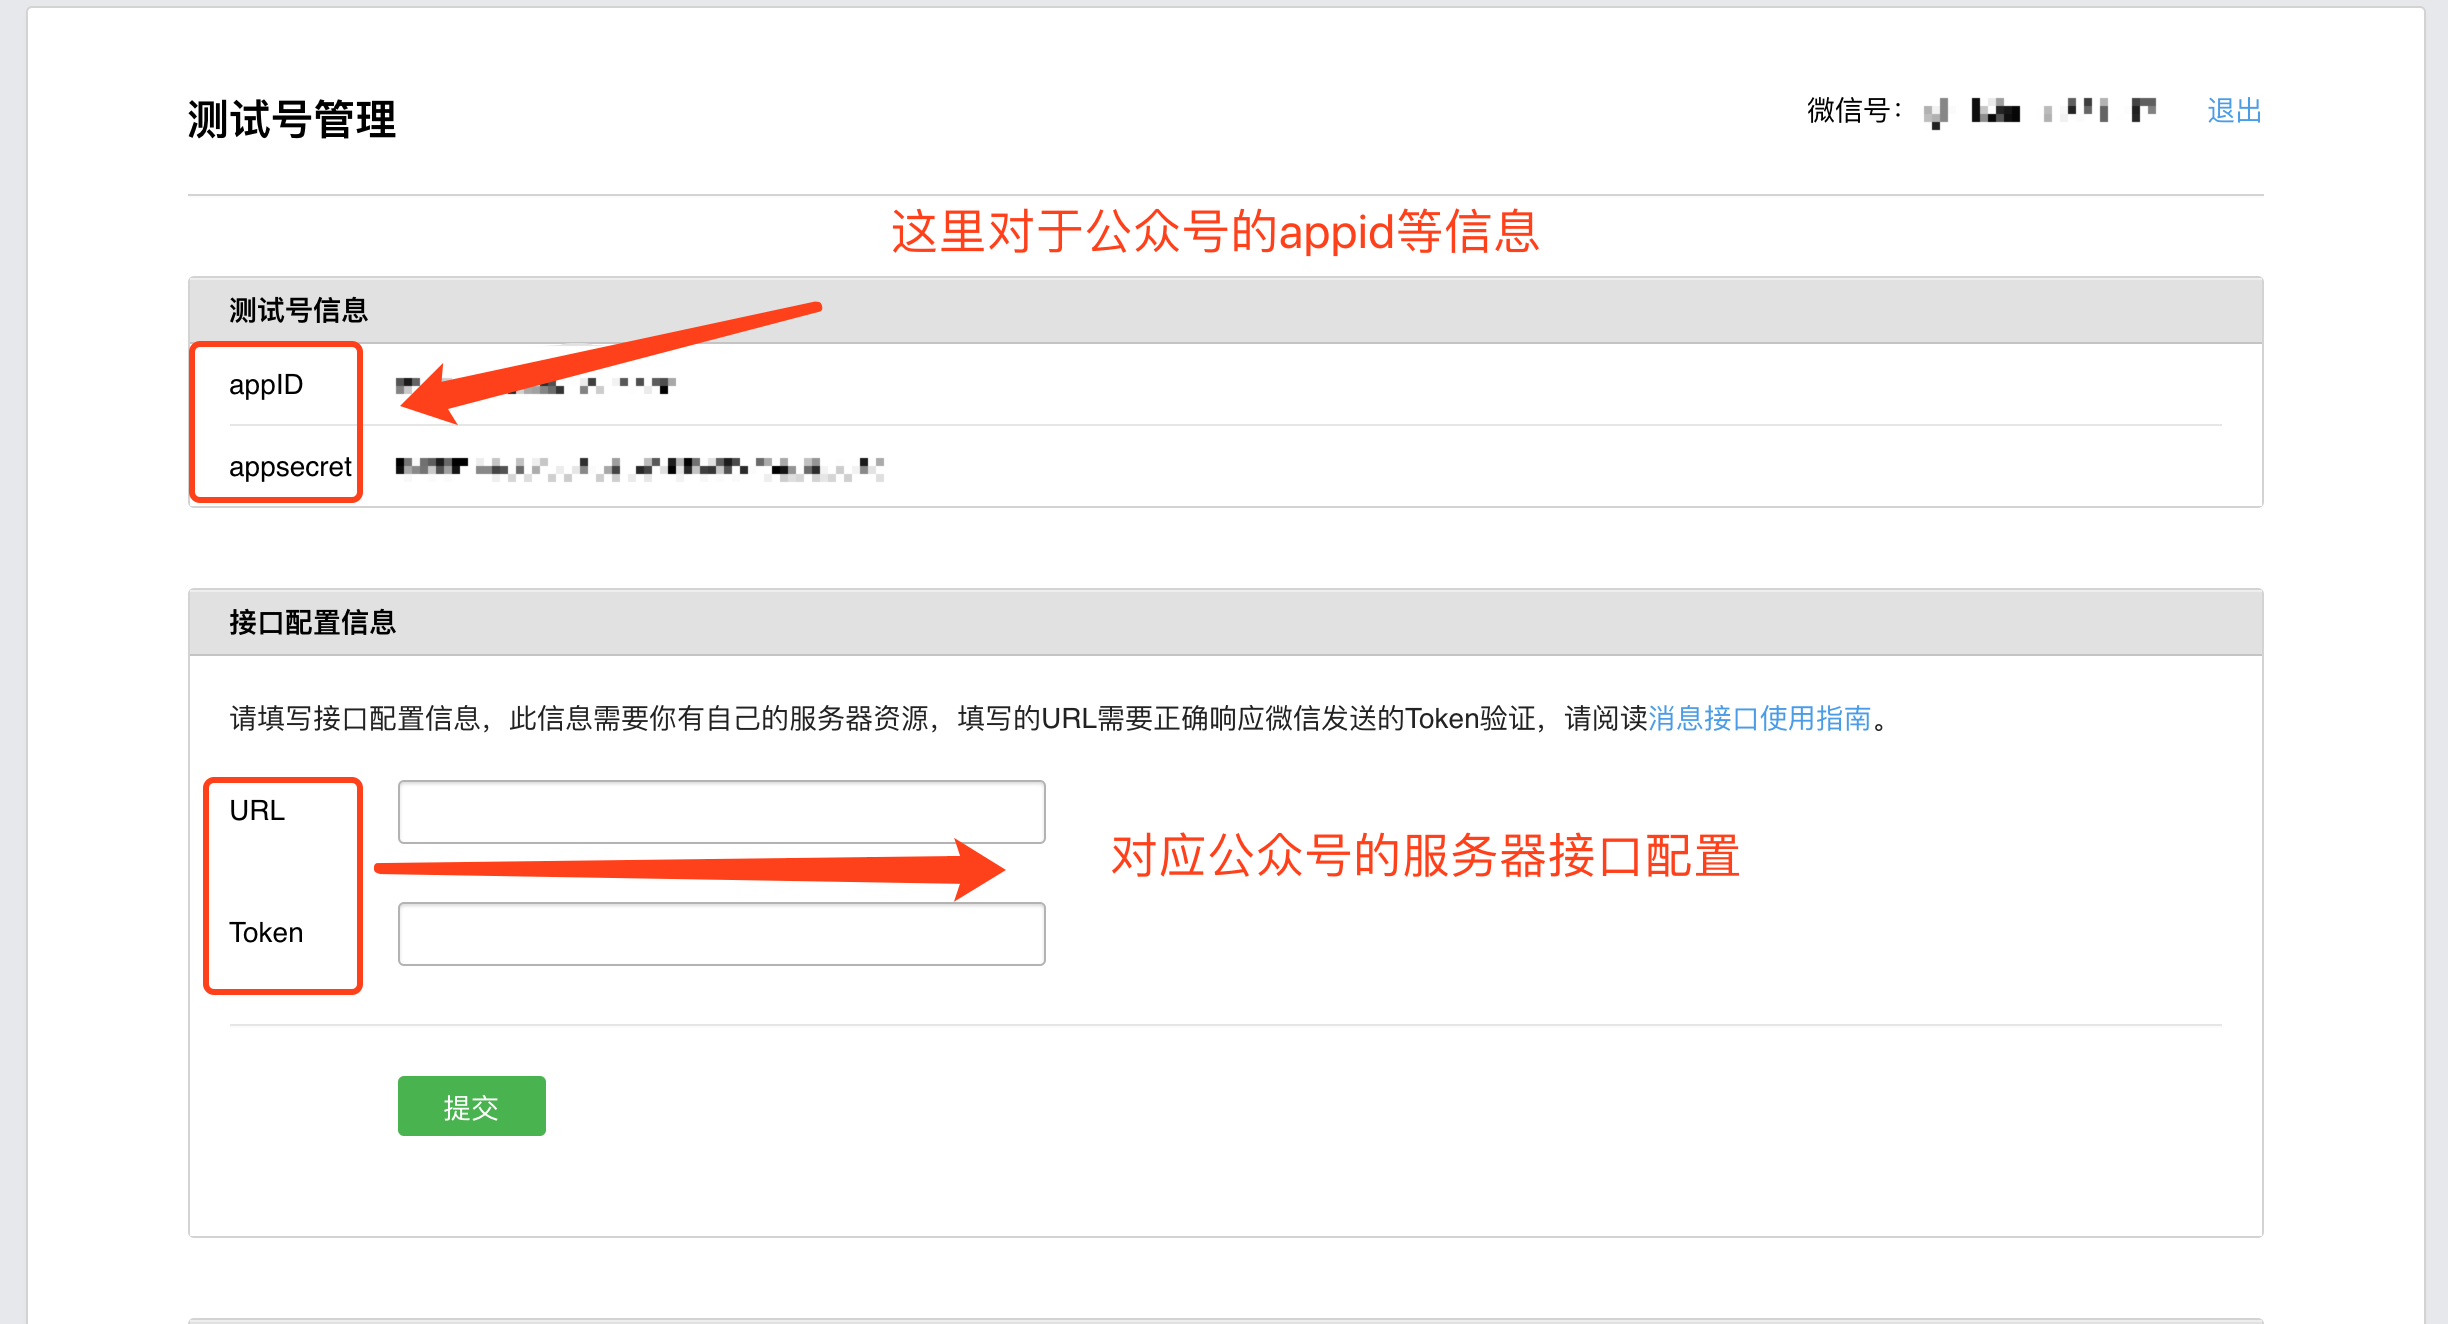 测试号管理
微信号：
退出
这里对于公众号的appid等信息
测试号信息
appID
appsecret
接口配置信息
请填写接口配置信息，此信息需要你有自己的服务器资源，填写的URL需要正确响应微信发送的Token验证，请阅读消息接口使用指南。
URL
对应公众号的服务器接口配置
Token
提交